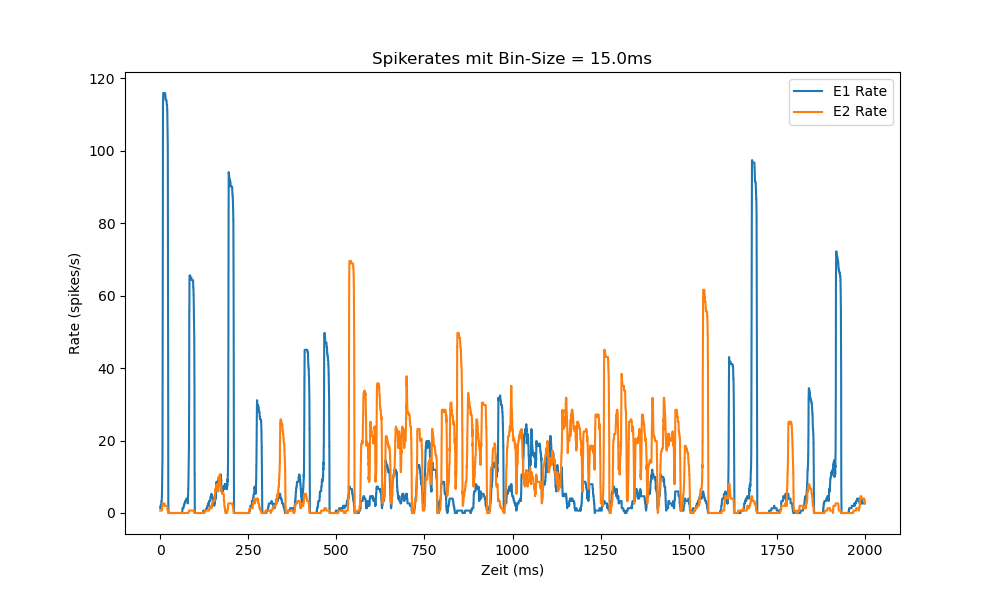 Spikerates mit Bin-Size = 15.0ms
120
100
80
60
40
20
0
Rate (spikes/s)
E1 Rate
E2 Rate
0 250 500 750 1000 1250 1500 1750 2000
Zeit (ms)